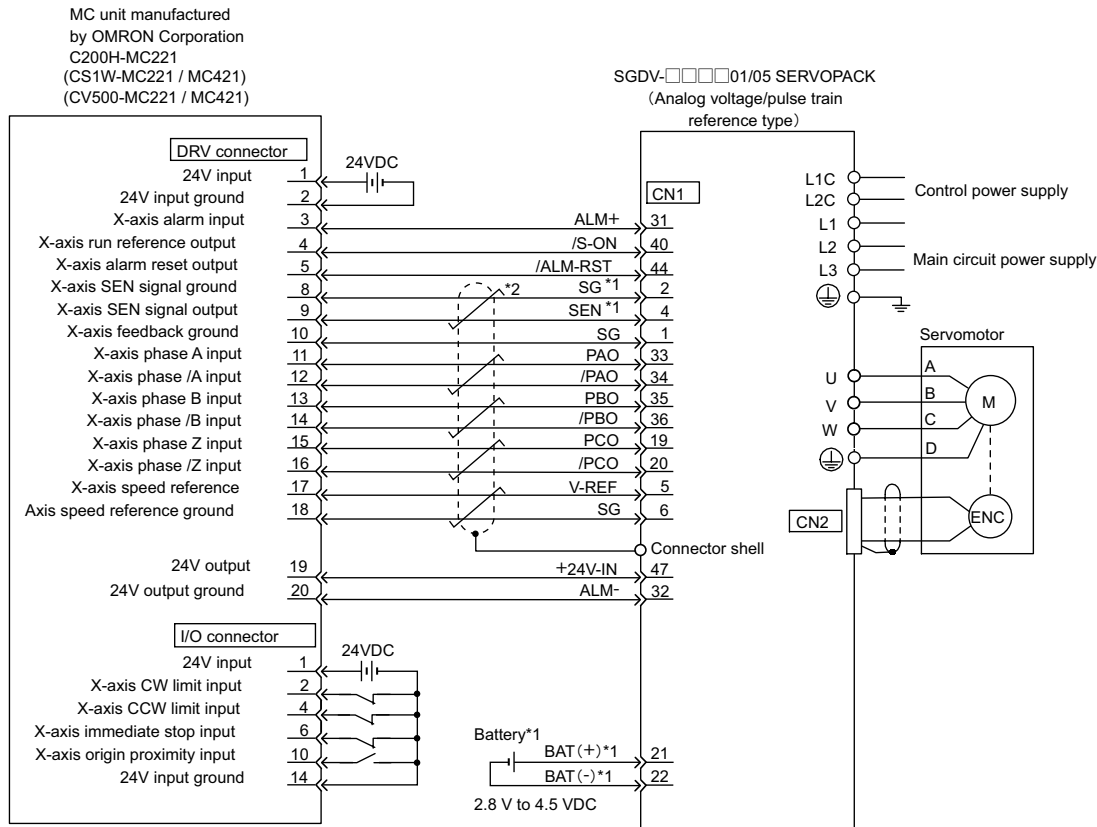 MC unit manufactured
by OMRON Corporation
C200H-MC221
(CS1W-MC221 / MC421)
(CV500-MC221 / MC421)
SGDV-□□□□01/05 SERVOPACK
(Analog voltage/pulse train
reference type)
DRV connector
24VDC
CN1
24V input 1
24V input ground 2
X-axis alarm input 3 ALM+ 31
X-axis run reference output 4 /S-ON 40
X-axis alarm reset output 5 /ALM-RST 44
X-axis SEN signal ground 8 *2 SG *1 2
X-axis SEN signal output 9 SEN *1 4
X-axis feedback ground 10 SG 1
X-axis phase A input 11 PAO 33
X-axis phase /A input 12 /PAO 34
X-axis phase B input 13 PBO 35
X-axis phase /B input 14 /PBO 36
X-axis phase Z input 15 PCO 19
X-axis phase /Z input 16 /PCO 20
X-axis speed reference 17 V-REF 5
Axis speed reference ground 18 SG 6
Connector shell
24V output 19 +24V-IN 47
24V output ground 20 ALM- 32
L1C
L2C
Control power supply
L1
L2
L3
Main circuit power supply
Servomotor
U A
V B
W C
D
M
CN2
ENC
I/O connector
24VDC
24V input 1
X-axis CW limit input 2
X-axis CCW limit input 4
X-axis immediate stop input 6
X-axis origin proximity input 10
24V input ground 14
Battery*1
BAT(+)*1 21
BAT(-)*1 22
2.8 V to 4.5 VDC